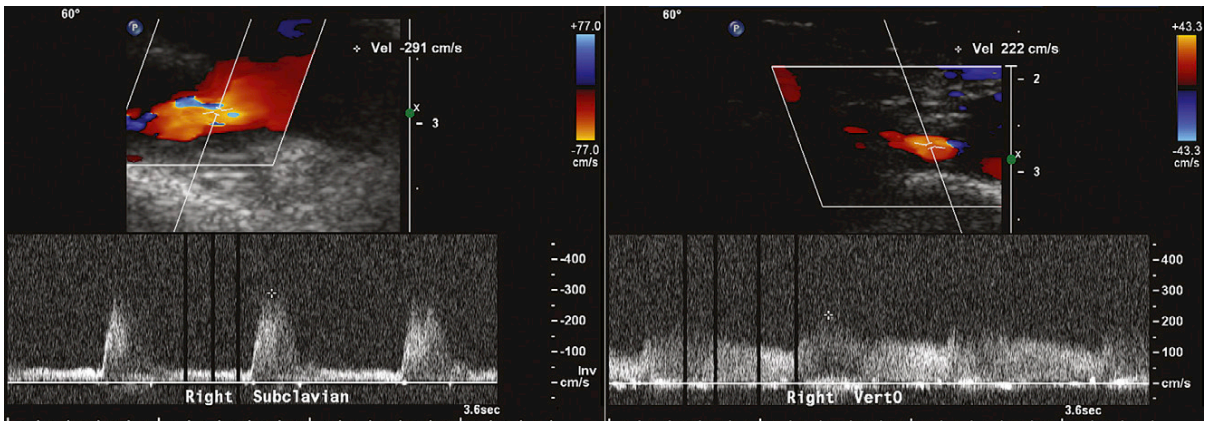 60°
P
Vel -291 cm/s
+77.0
-77.0
cm/s
X
3
-400
-300
-200
-100
Inv
cm/s
Right Subclavian
3.6sec
60°
P
Vel 222 cm/s
+43.3
-43.3
cm/s
2
X
3
400
300
200
100
cm/s
Right VertO
3.6sec